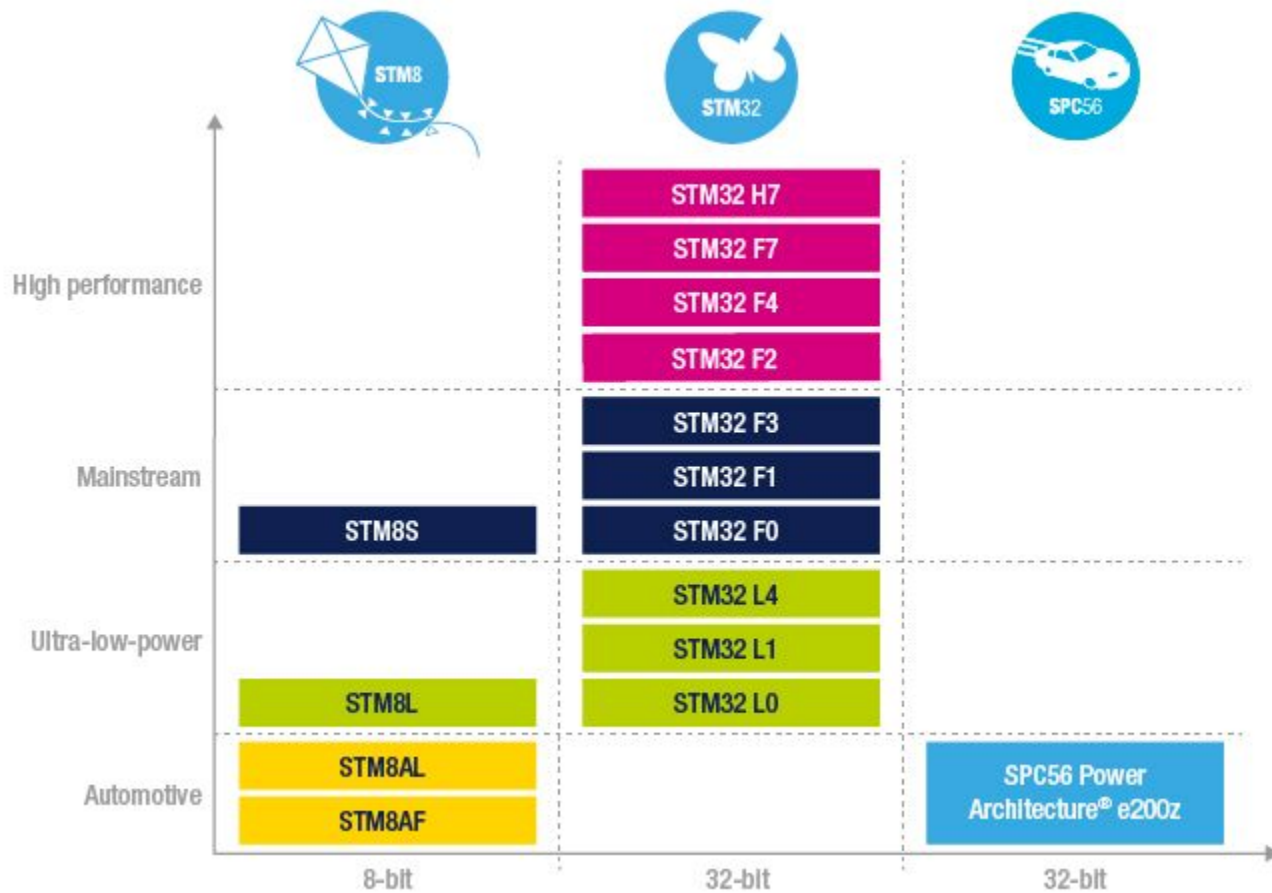 STM8
STM32
SPC56
High performance
STM32 H7
STM32 F7
STM32 F4
STM32 F2
Mainstream
STM8S
STM32 F3
STM32 F1
STM32 F0
Ultra-low-power
STM8L
STM32 L4
STM32 L1
STM32 L0
Automotive
STM8AL
STM8AF
SPC56 Power
Architecture® e200z
8-bit
32-bit
32-bit